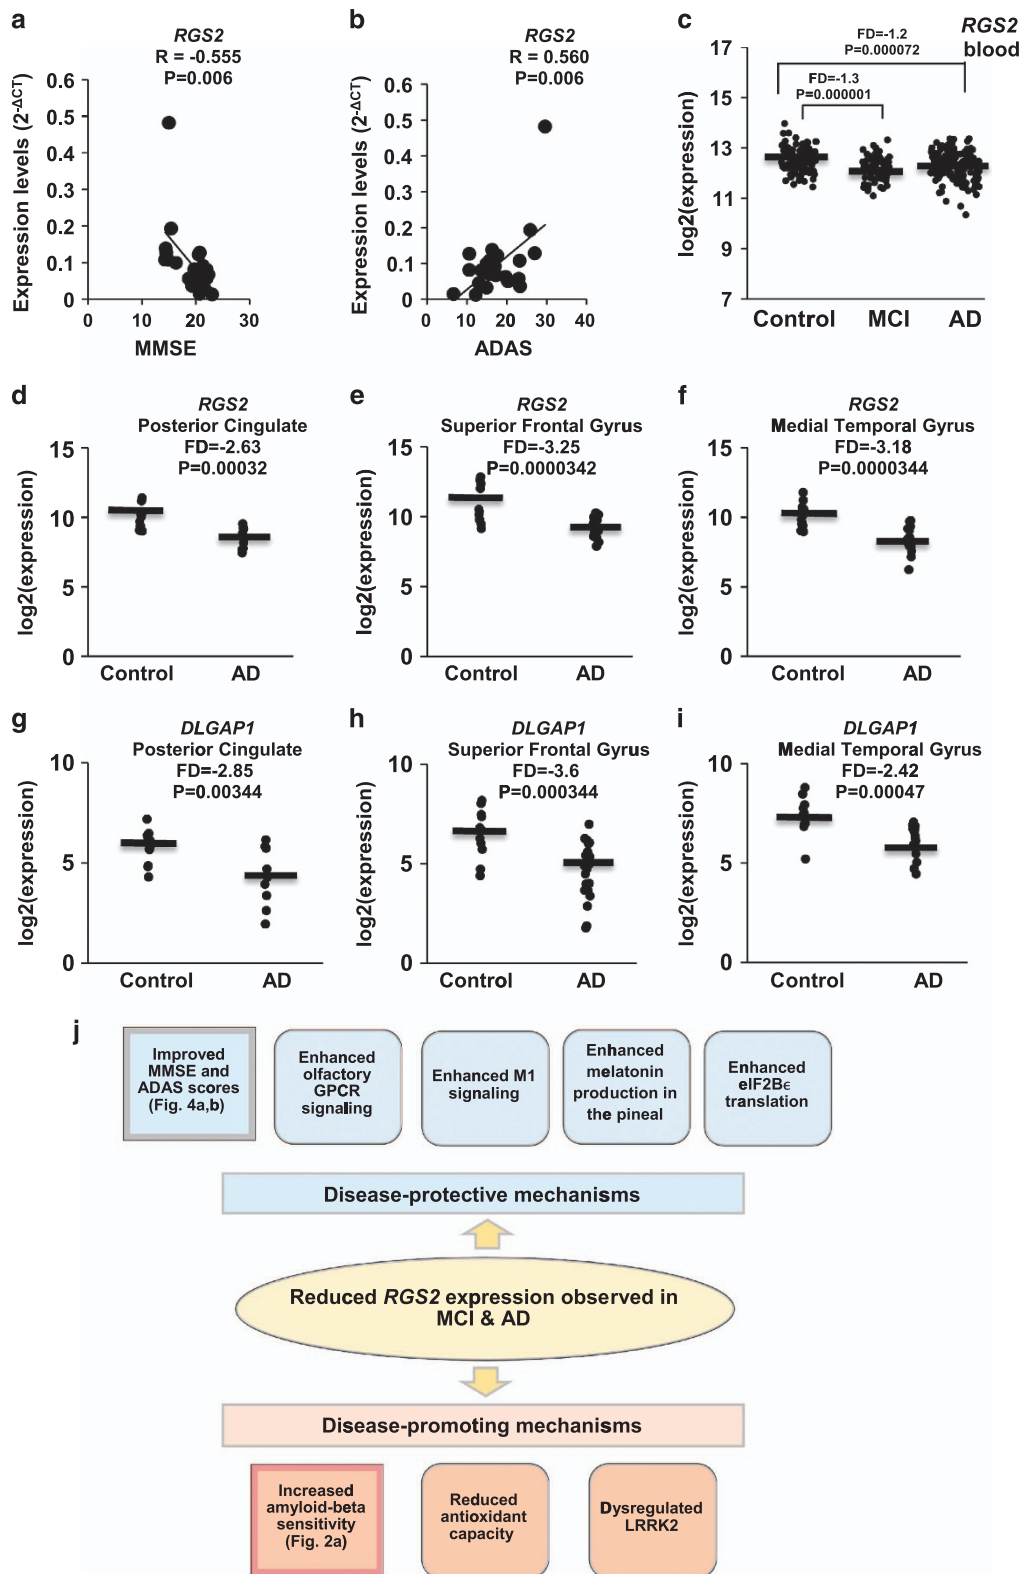 a
RGS2
R = -0.555
P=0.006
Expression levels (2-ΔCT)
0.6
0.5
0.4
0.3
0.2
0.1
0
0 10 20 30
MMSE
b
RGS2
R = 0.560
P=0.006
Expression levels (2-ΔCT)
0.6
0.5
0.4
0.3
0.2
0.1
0
0 10 20 30 40
ADAS
c
RGS2
blood
FD=-1.2
P=0.000072
FD=-1.3
P=0.000001
log2(expression)
17
15
13
11
9
7
Control MCI AD
d
RGS2
Posterior Cingulate
FD=-2.63
P=0.00032
log2(expression)
15
10
5
0
Control AD
e
RGS2
Superior Frontal Gyrus
FD=-3.25
P=0.0000342
log2(expression)
15
10
5
0
Control AD
f
RGS2
Medial Temporal Gyrus
FD=-3.18
P=0.0000344
log2(expression)
15
10
5
0
Control AD
g
DLGAP1
Posterior Cingulate
FD=-2.85
P=0.00344
log2(expression)
10
5
0
Control AD
h
DLGAP1
Superior Frontal Gyrus
FD=-3.6
P=0.000344
log2(expression)
10
5
0
Control AD
i
DLGAP1
Medial Temporal Gyrus
FD=-2.42
P=0.00047
log2(expression)
10
5
0
Control AD
j
Improved
MMSE and
ADAS scores
(Fig. 4a,b)
Enhanced
olfactory
GPCR
signaling
Enhanced M1
signaling
Enhanced
melatonin
production in
the pineal
Enhanced
eIF2Bϵ
translation
Disease-protective mechanisms
Reduced RGS2 expression observed in
MCI & AD
Disease-promoting mechanisms
Increased
amyloid-beta
sensitivity
(Fig. 2a)
Reduced
antioxidant
capacity
Dysregulated
LRRK2